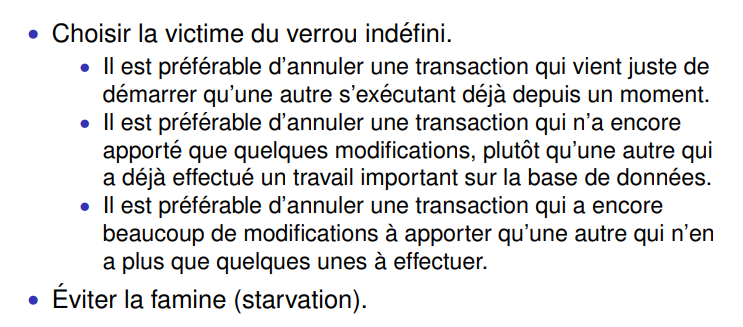 • Choisir la victime du verrou indéfini.
• Il est préférable d'annuler une transaction qui vient juste de
démarrer qu'une autre s'exécutant déjà depuis un moment.
• Il est préférable d'annuler une transaction qui n'a encore
apporté que quelques modifications, plutôt qu'une autre qui
a déjà effectué un travail important sur la base de données.
• Il est préférable d'annuler une transaction qui a encore
beaucoup de modifications à apporter qu'une autre qui n'en
a plus que quelques unes à effectuer.
• Éviter la famine (starvation).